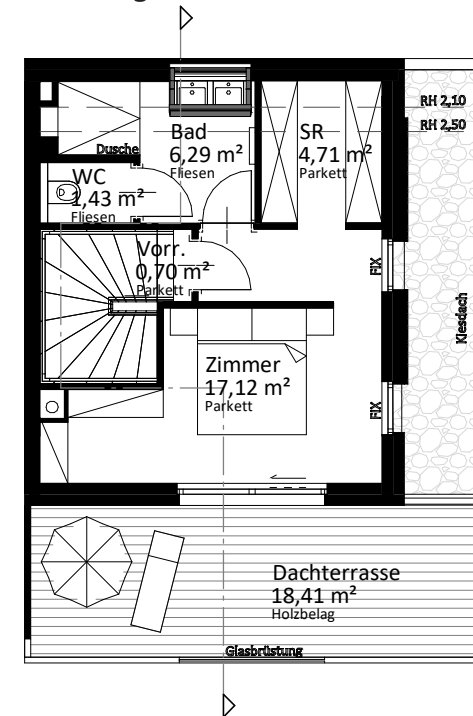 RH 2,10
RH 2,50
Bad
6,29 m²
Fliesen
SR
4,71 m²
Parkett
Dusche
WC
1,43 m²
Fliesen
Vorr.
0,70 m²
Parkett
FIX
Kiesdach
Zimmer
17,12 m²
Parkett
FIX
Dachterrasse
18,41 m²
Holzbelag
Glasbrüstung